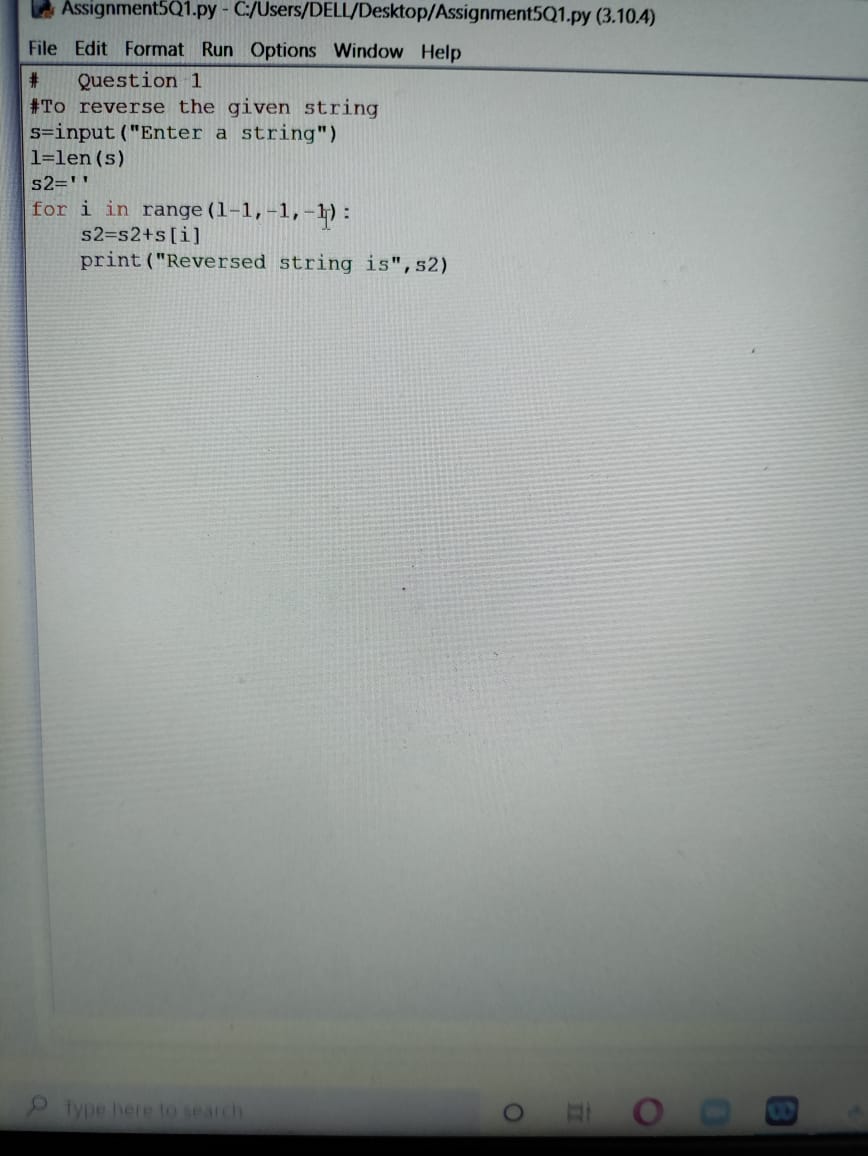 Assignment5Q1.py - C:/Users/DELL/Desktop/Assignment5Q1.py (3.10.4)
File Edit Format Run Options Window Help
# Question 1
#To reverse the given string
s=input("Enter a string")
l=len(s)
s2=''
for i in range(l-1,-1,-1):
    s2=s2+s[i]
    print("Reversed string is",s2)
Type here to search